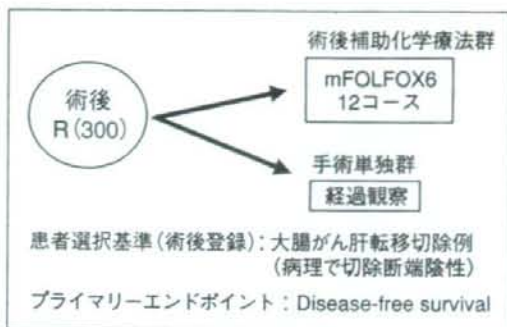 術後補助化学療法群
mFOLFOX6
12コース
術後
R(300)
手術単独群
経過観察
患者選択基準(術後登録):大腸がん肝転移切除例
(病理で切除断端陰性)
プライマリーエンドポイント:Disease-free survival